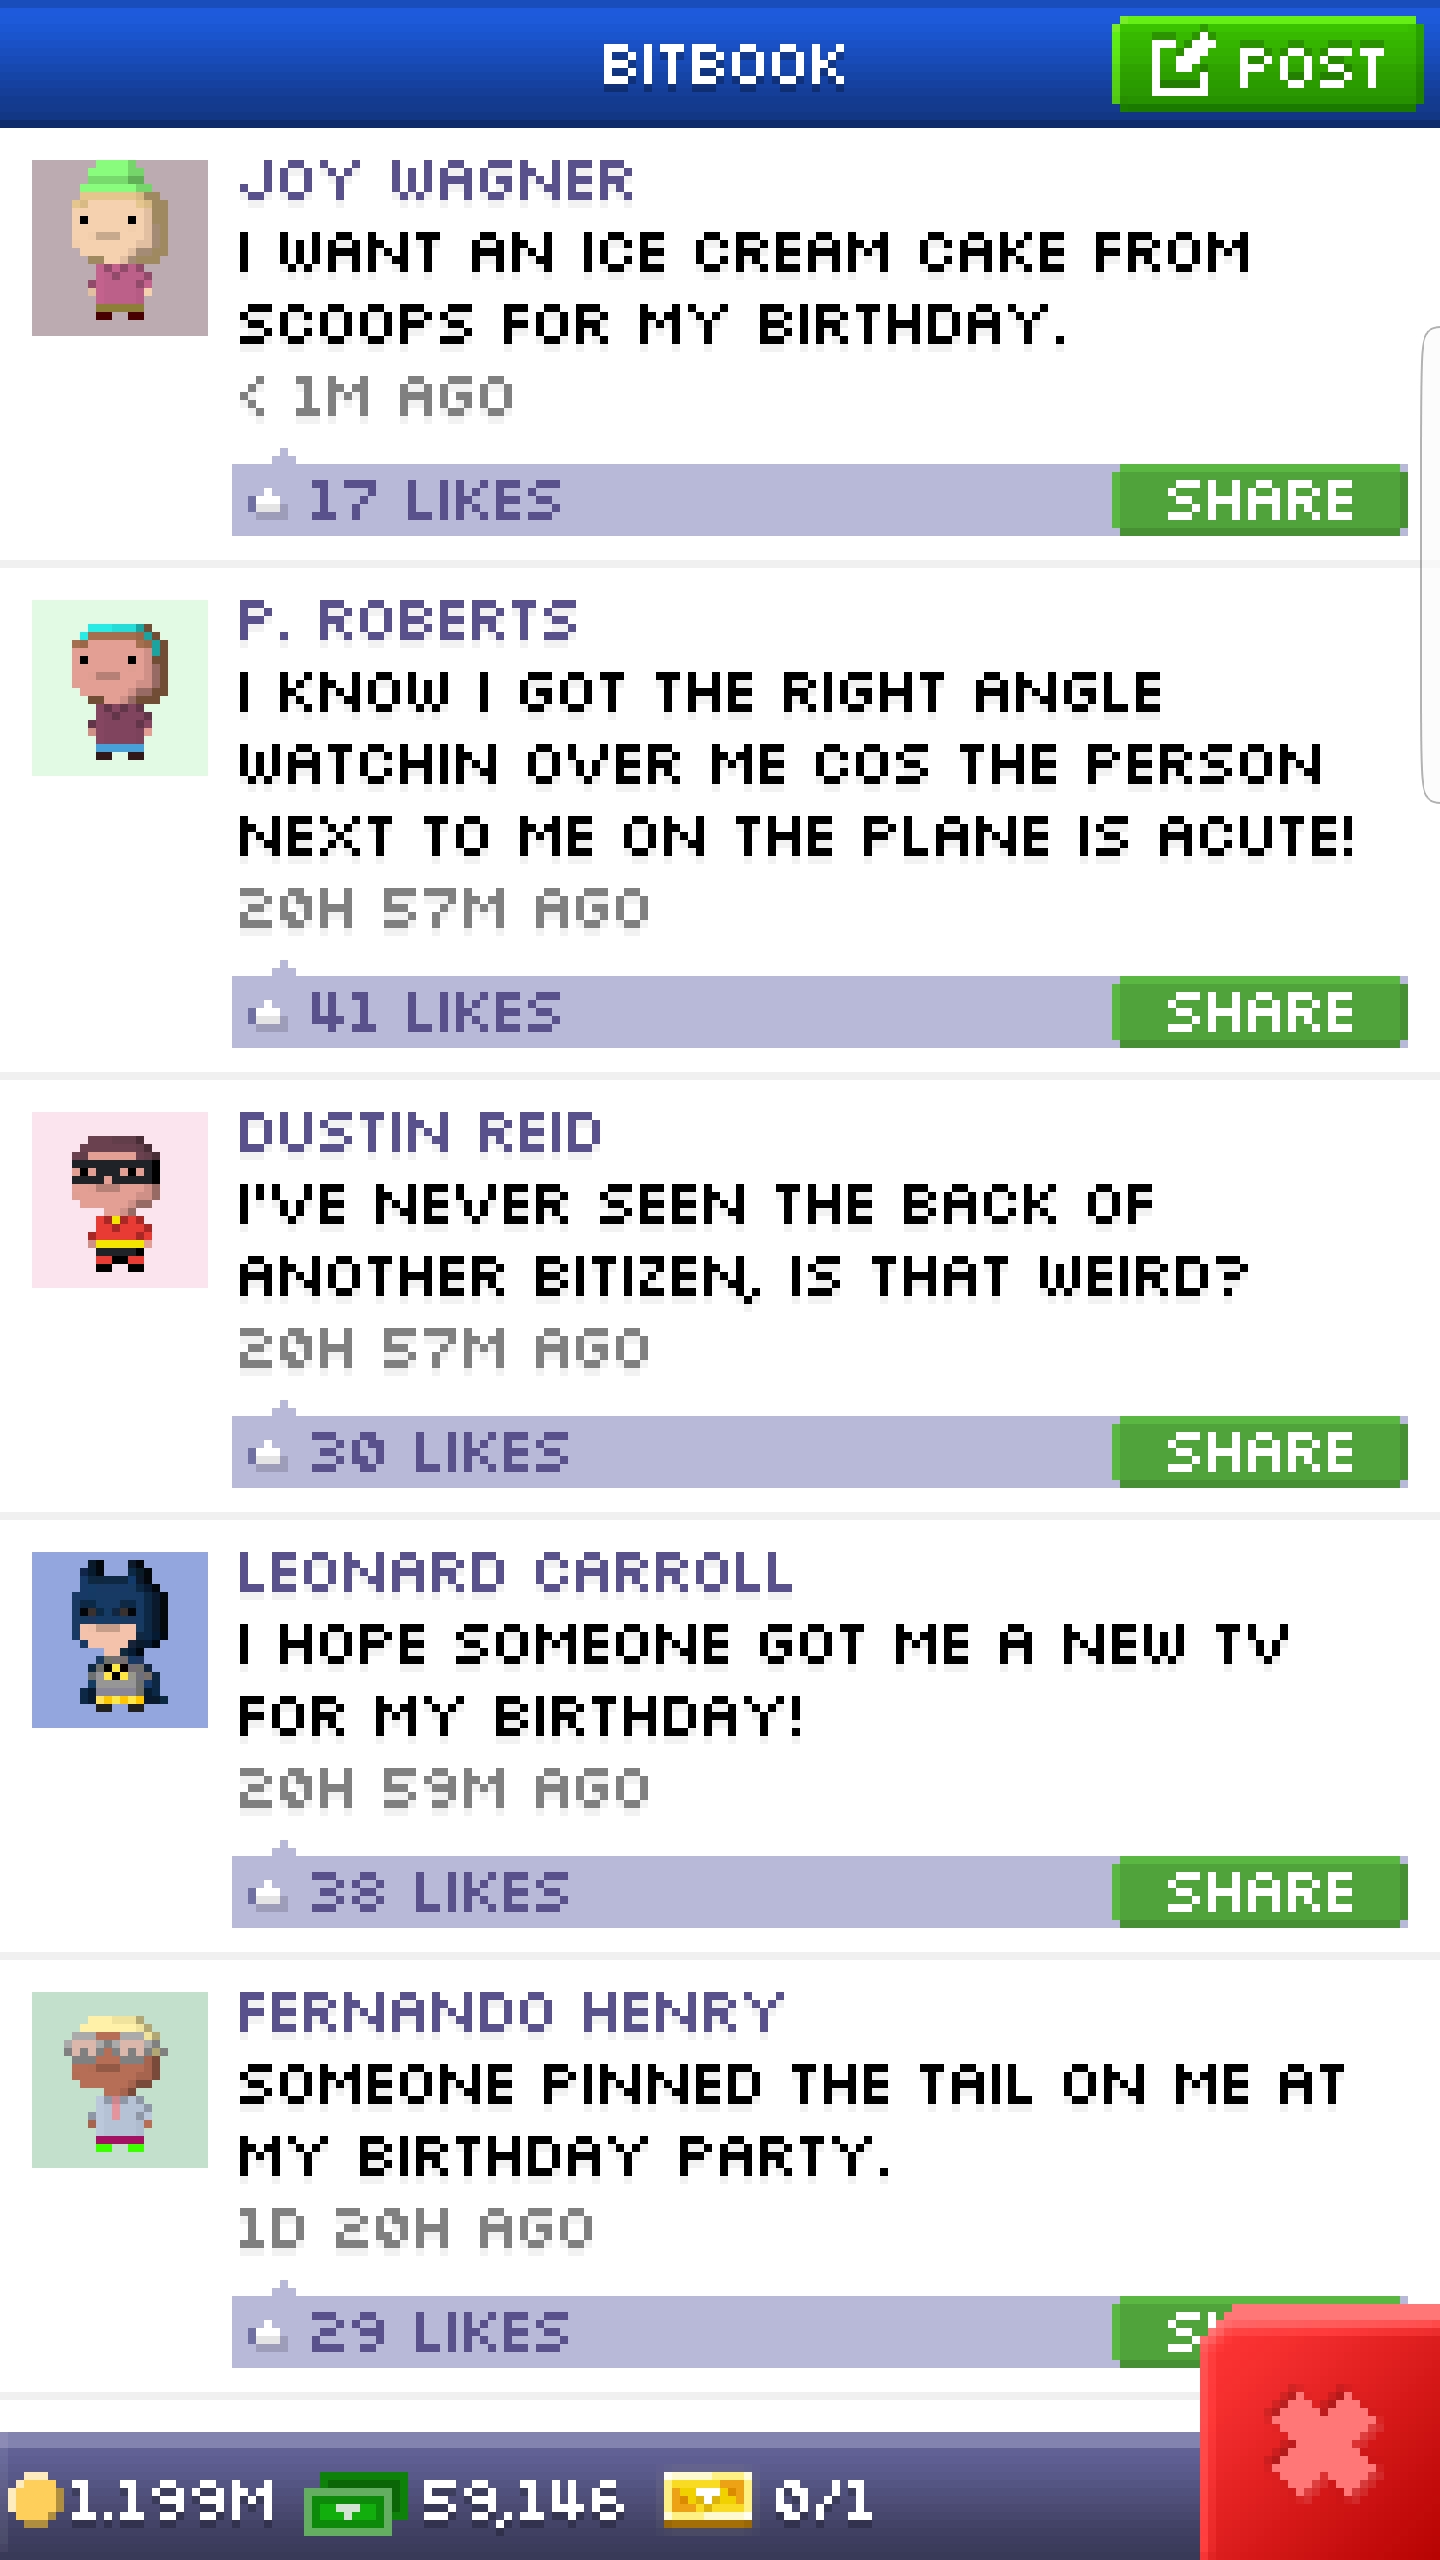 BITBOOK
POST
JOY WAGNER
I WANT AN ICE CREAM CAKE FROM
SCOOPS FOR MY BIRTHDAY.
< 1M AGO
17 LIKES
SHARE
P. ROBERTS
I KNOW I GOT THE RIGHT ANGLE
WATCHIN OVER ME COS THE PERSON
NEXT TO ME ON THE PLANE IS ACUTE!
20H 57M AGO
41 LIKES
SHARE
DUSTIN REID
I'VE NEVER SEEN THE BACK OF
ANOTHER BITIZEN, IS THAT WEIRD?
20H 57M AGO
30 LIKES
SHARE
LEONARD CARROLL
I HOPE SOMEONE GOT ME A NEW TV
FOR MY BIRTHDAY!
20H 59M AGO
38 LIKES
SHARE
FERNANDO HENRY
SOMEONE PINNED THE TAIL ON ME AT
MY BIRTHDAY PARTY.
1D 20H AGO
29 LIKES
1.199M
59,146
0/1